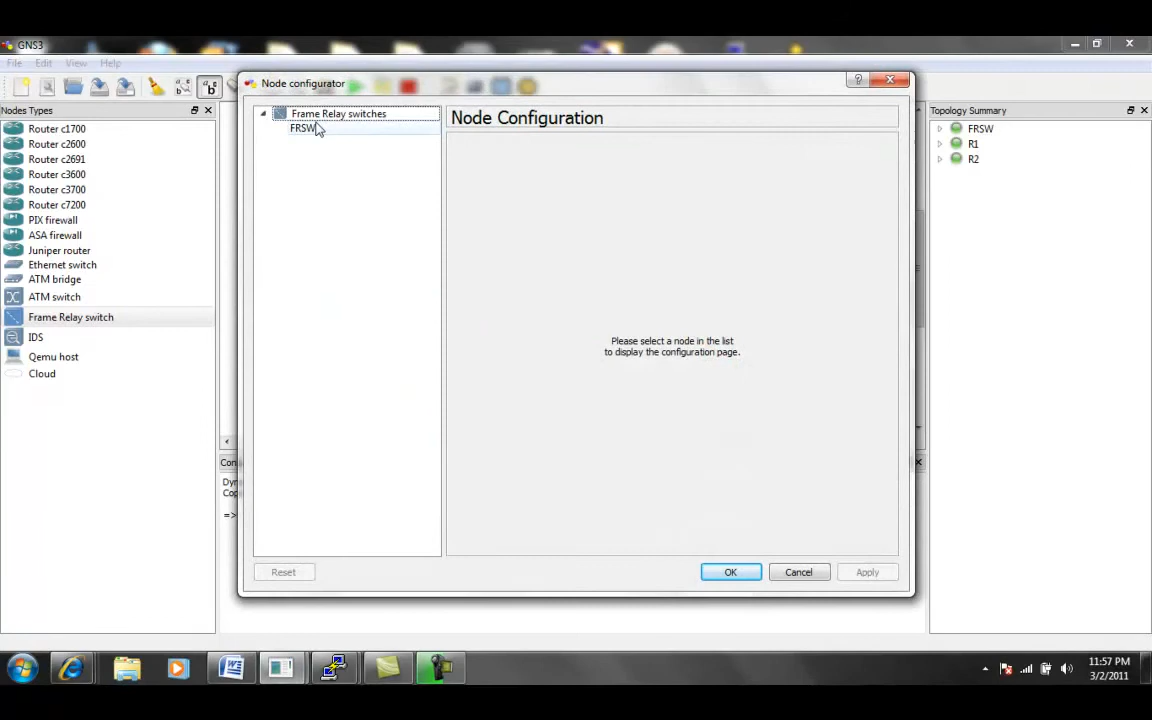 GNS3
File Edit View Help
Node configurator
Nodes Types
Router c1700
Router c2600
Router c2691
Router c3600
Router c3700
Router c7200
PIX firewall
ASA firewall
Juniper router
Ethernet switch
ATM bridge
ATM switch
Frame Relay switch
IDS
Qemu host
Cloud
Frame Relay switches
FRSW
Node Configuration
Please select a node in the list
to display the configuration page.
Reset
OK
Cancel
Apply
Topology Summary
FRSW
R1
R2
Con
Dyn
Cop
=>
11:57 PM
3/2/2011